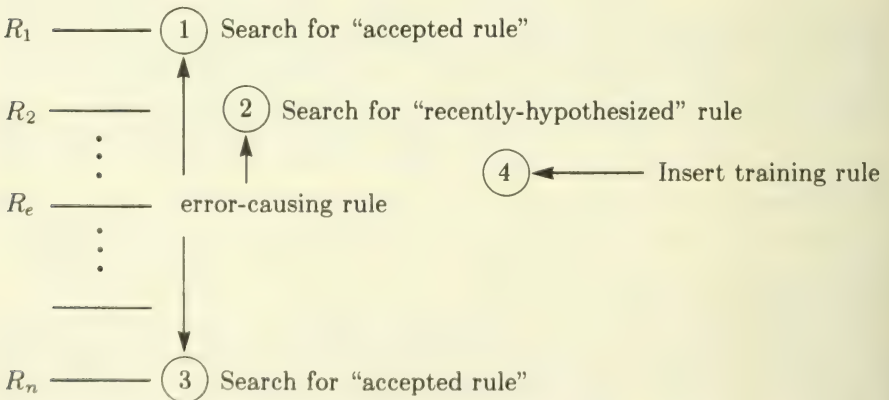 R₁ 1 Search for “accepted rule”
R₂ 2 Search for “recently-hypothesized” rule
4 Insert training rule
Rₑ error-causing rule
Rₙ 3 Search for “accepted rule”